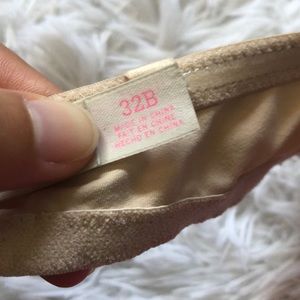 32B
MADE IN CHINA
FAIT EN CHINE
HECHO EN CHINA